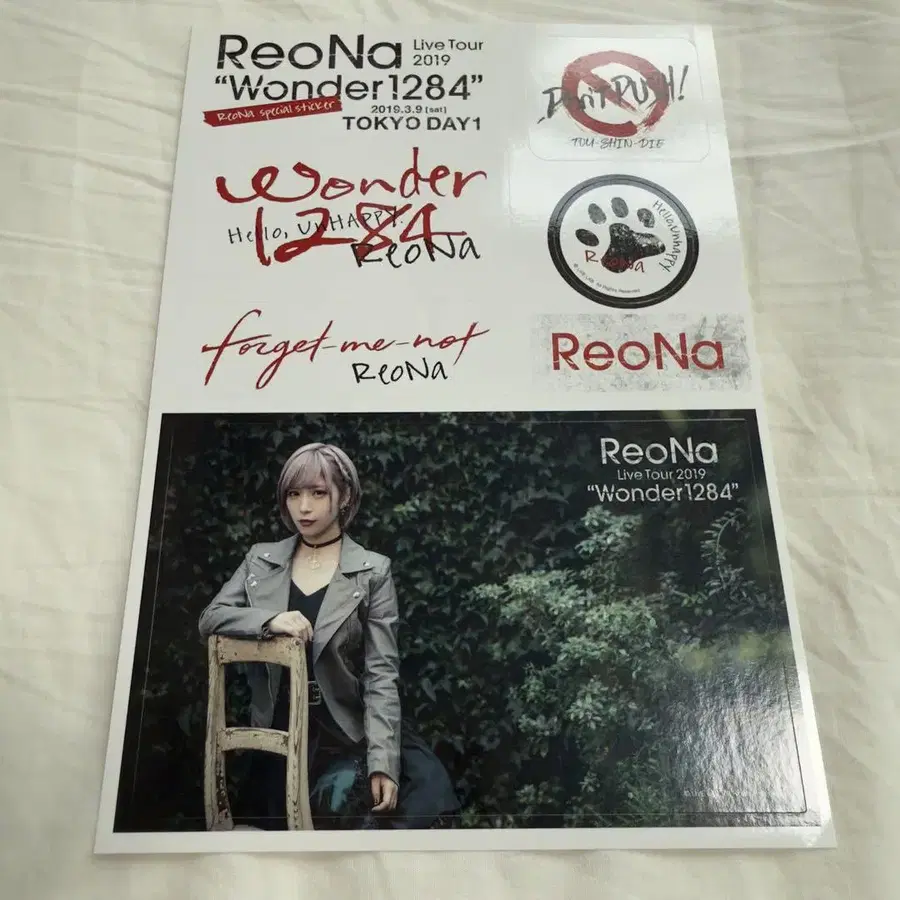 ReoNa Live Tour 2019
"Wonder1284"
ReoNa special sticker
2019.3.9 [sat]
TOKYO DAY1
Don't PUSH!
TOU-SHIN-DIE
wonder
1284
Hello, UnHAPPY.
ReoNa
Hello, Unhappy
ReoNa
forget-me-not
ReoNa
ReoNa
ReoNa
Live Tour 2019
"Wonder1284"